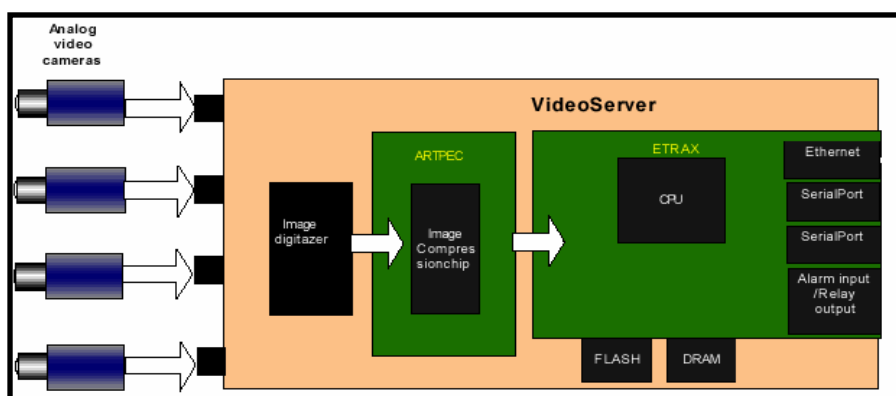 Analog
video
cameras
VideoServer
ARTPEC
ETRAX
Image
digitazer
Image
Compres
sionchip
CPU
Ethernet
SerialPort
SerialPort
Alarm input
/Relay
output
FLASH
DRAM